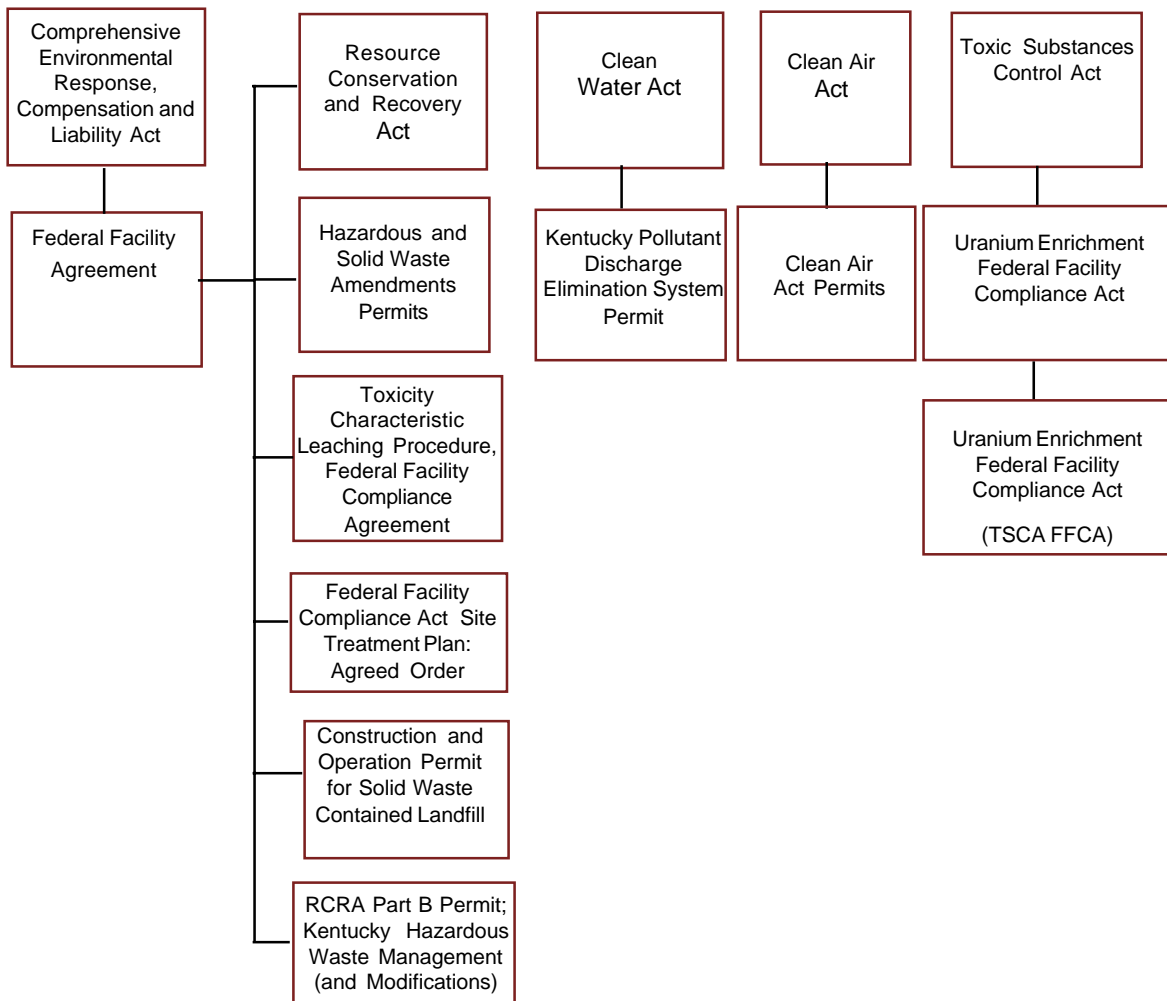 Comprehensive
Environmental
Response,
Compensation and
Liability Act
Resource
Conservation
and Recovery
Act
Clean
Water Act
Clean Air
Act
Toxic Substances
Control Act
Federal Facility
Agreement
Hazardous and
Solid Waste
Amendments
Permits
Kentucky Pollutant
Discharge
Elimination System
Permit
Clean Air
Act Permits
Uranium Enrichment
Federal Facility
Compliance Act
Toxicity
Characteristic
Leaching Procedure,
Federal Facility
Compliance
Agreement
Uranium Enrichment
Federal Facility
Compliance Act
(TSCA FFCA)
Federal Facility
Compliance Act Site
Treatment Plan:
Agreed Order
Construction and
Operation Permit
for Solid Waste
Contained Landfill
RCRA Part B Permit;
Kentucky Hazardous
Waste Management
(and Modifications)